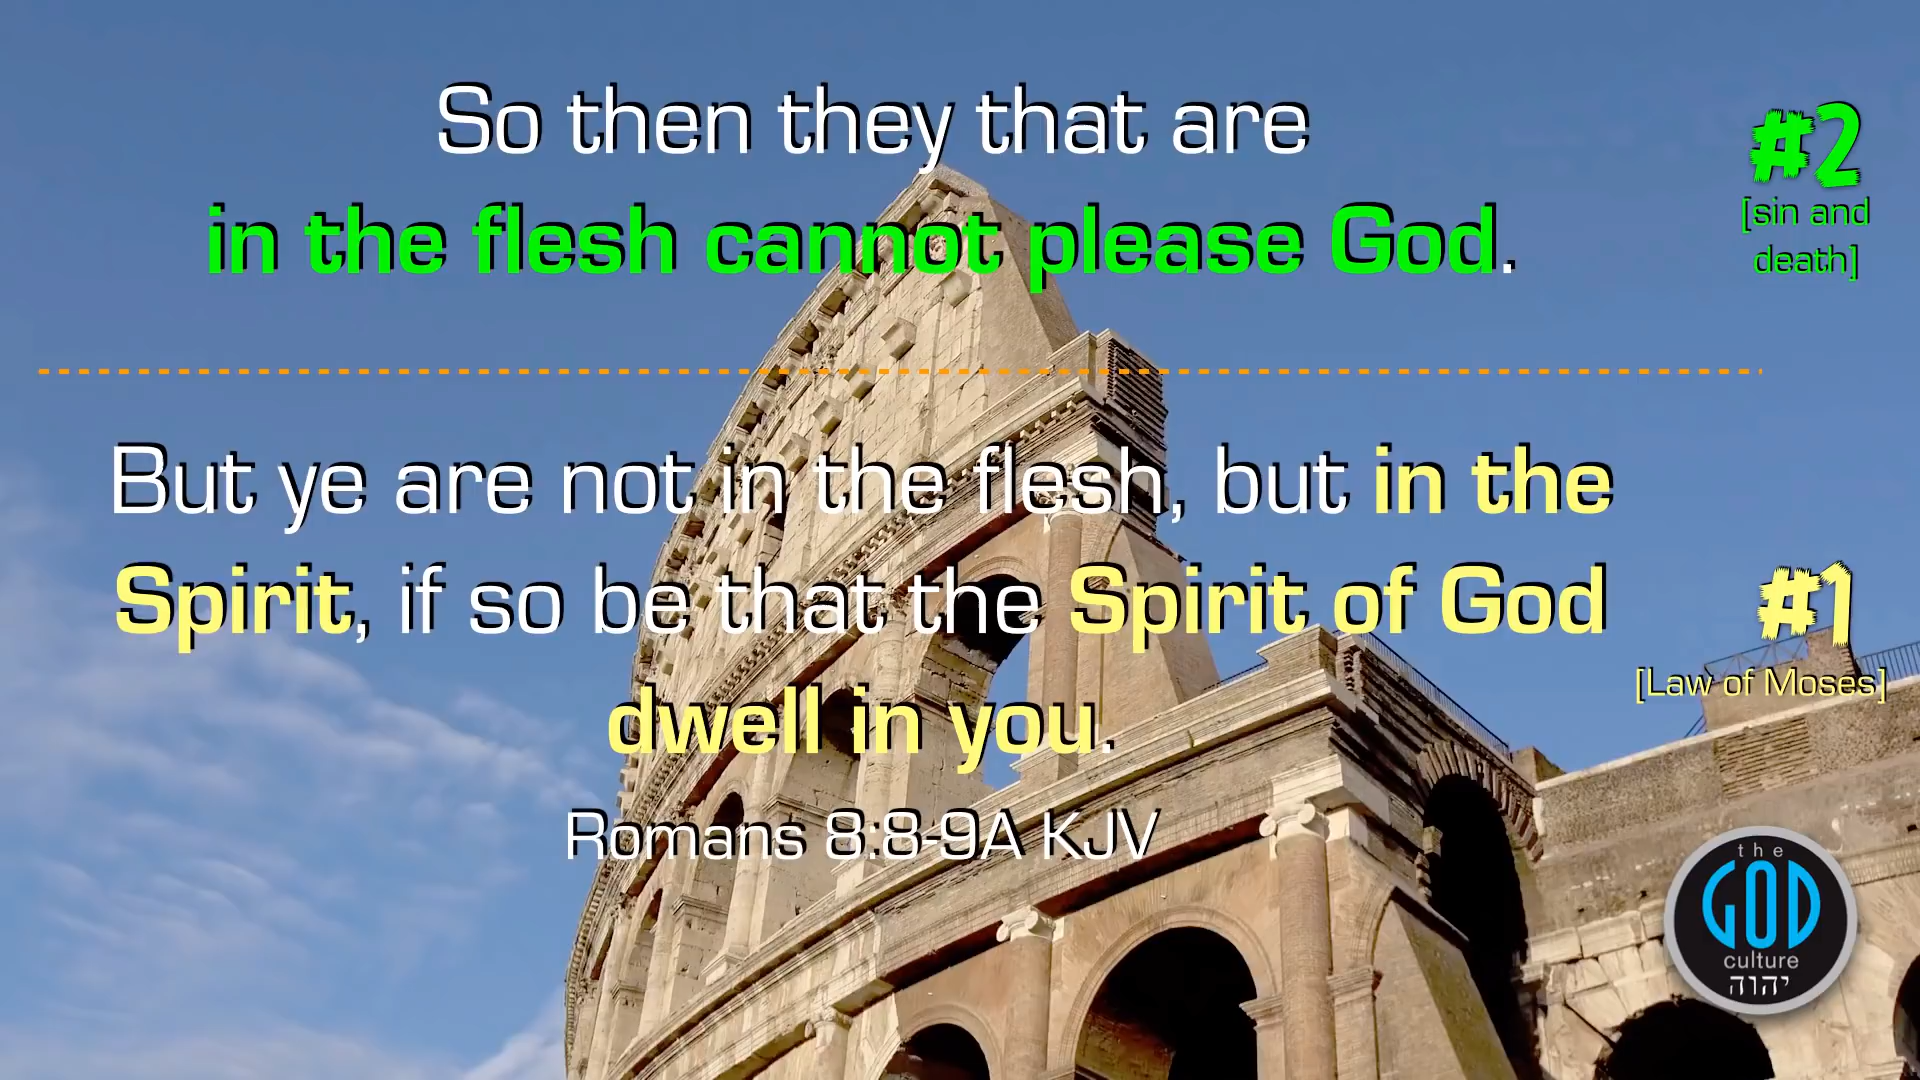 So then they that are
in the flesh cannot please God.
#2
[sin and
death]
But ye are not in the flesh, but in the
Spirit, if so be that the Spirit of God
dwell in you.
#1
[Law of Moses]
Romans 8:8-9A KJV
the
GOD
culture
יהוה